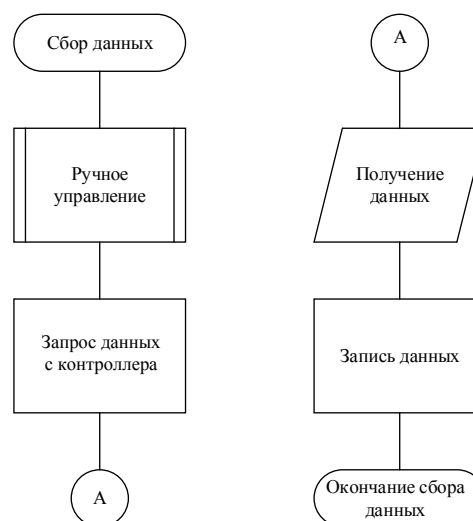 Сбор данных
Ручное
управление
Запрос данных
с контроллера
А
А
Получение
данных
Запись данных
Окончание сбора
данных